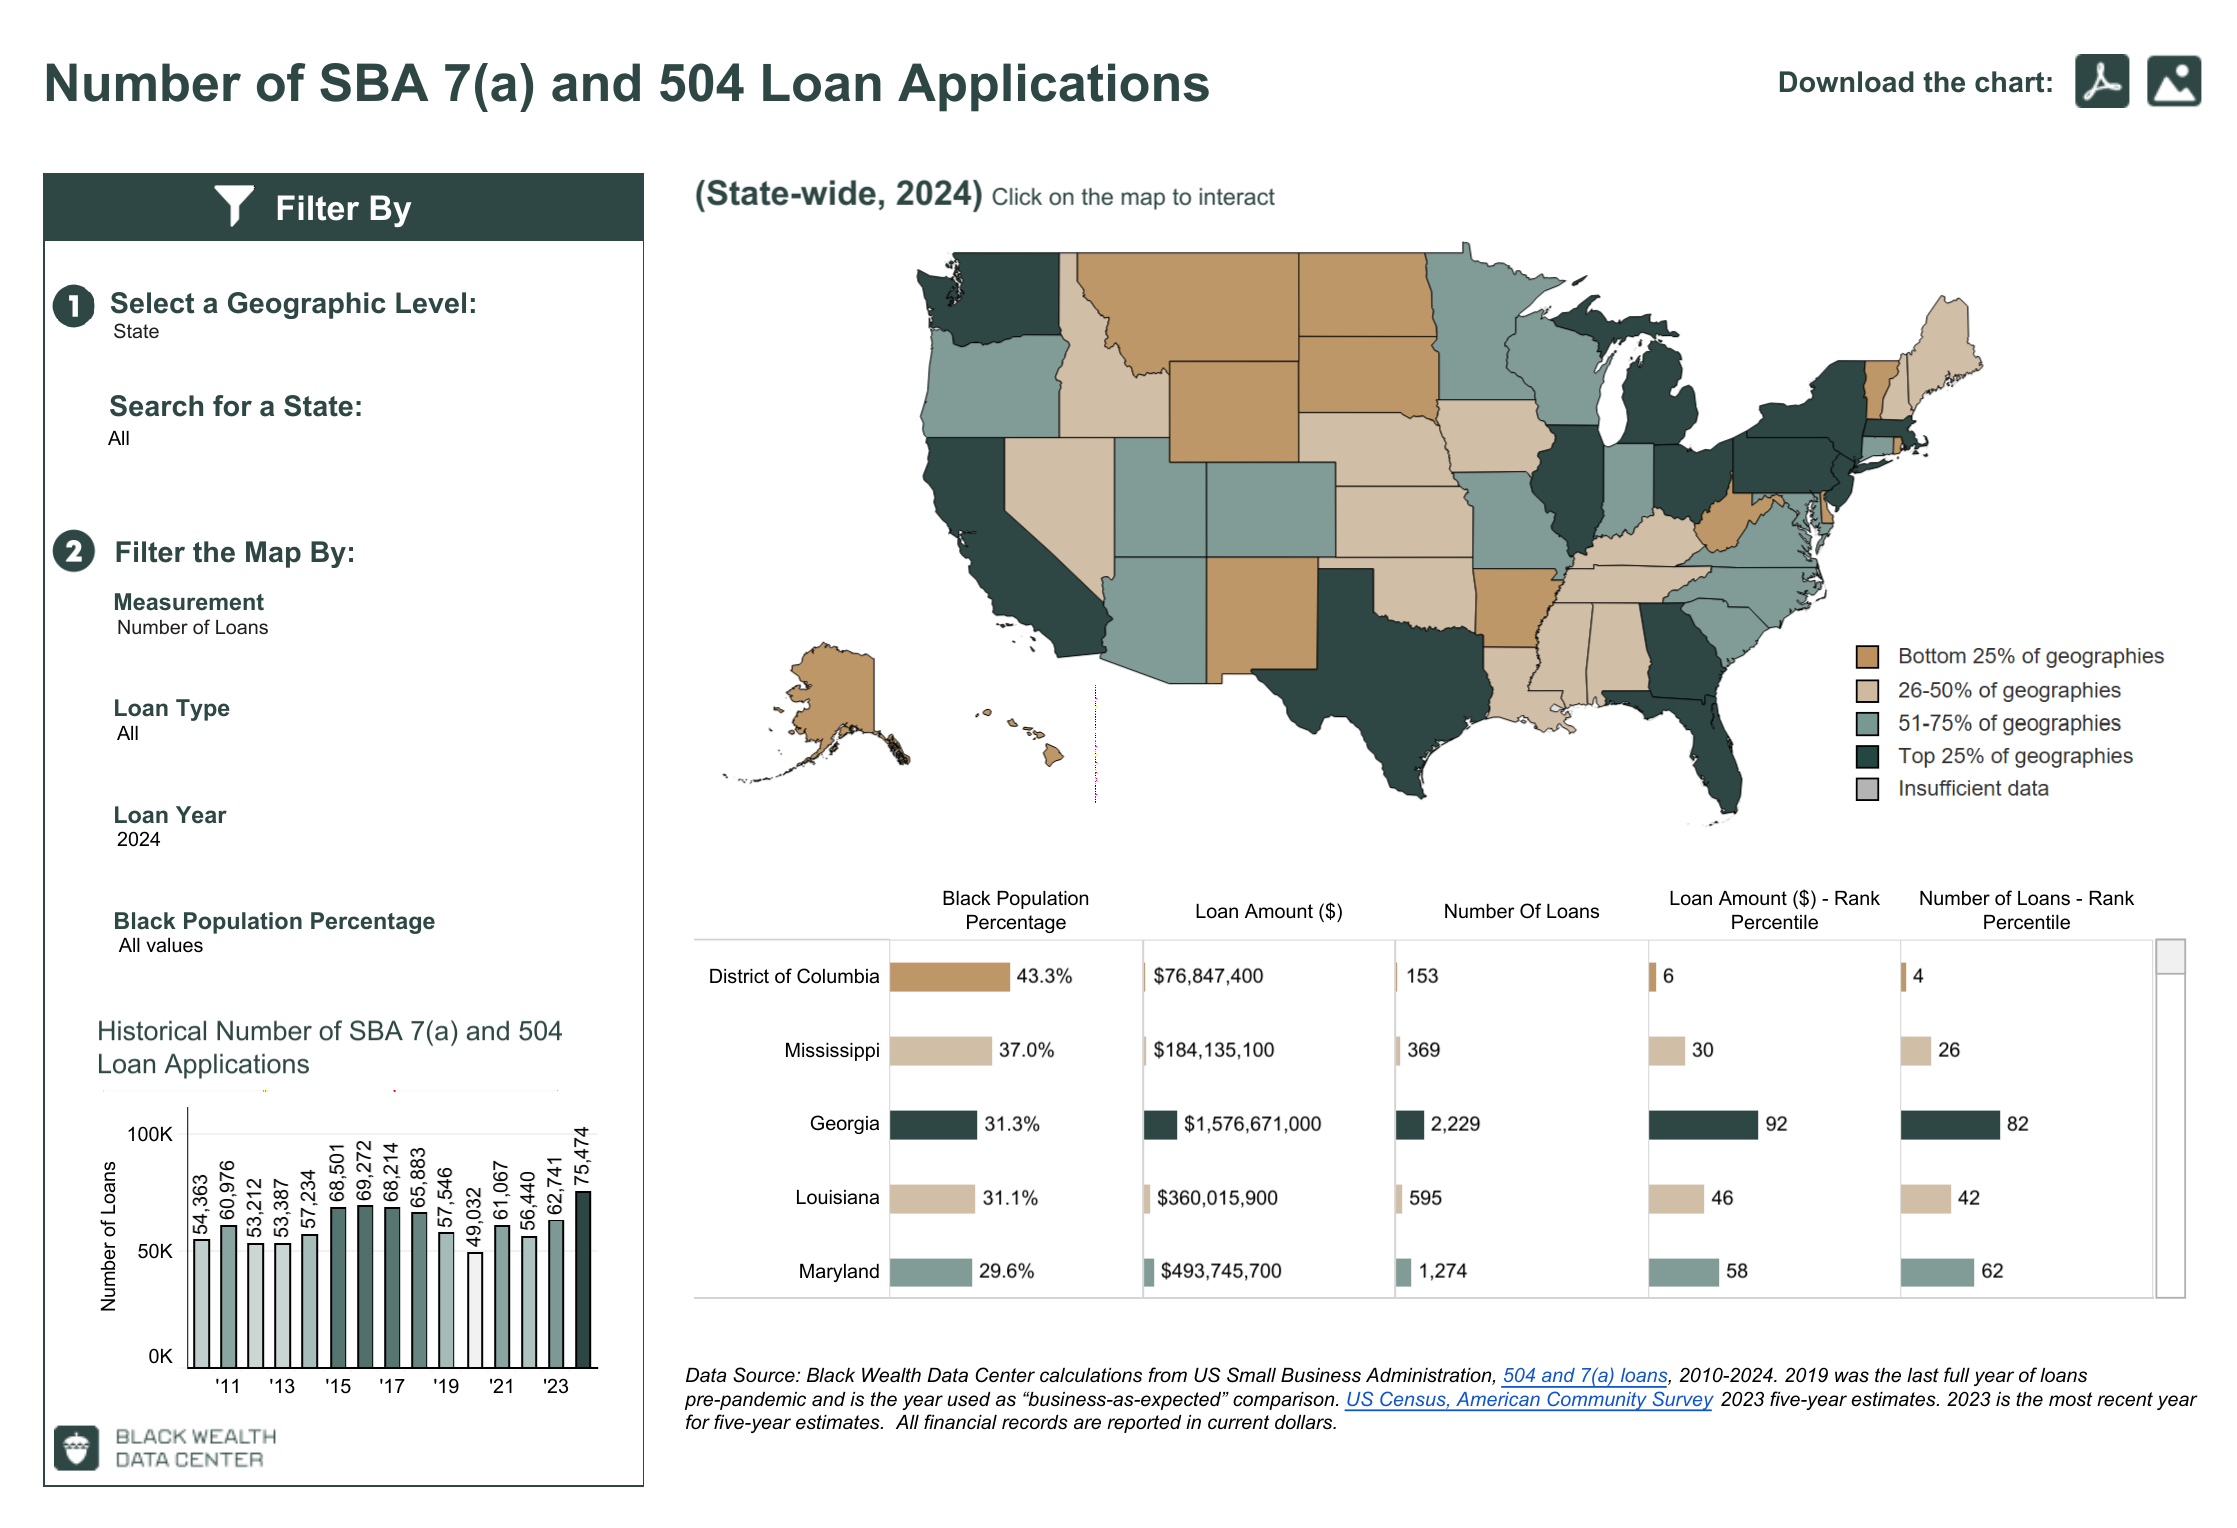 Number of SBA 7(a) and 504 Loan Applications
Download the chart:
Filter By
1 Select a Geographic Level:
State
Search for a State:
All
2 Filter the Map By:
Measurement
Number of Loans
Loan Type
All
Loan Year
2024
Black Population Percentage
All values
Historical Number of SBA 7(a) and 504
Loan Applications
Number of Loans
100K
50K
0K
54,363
60,976
53,212
53,387
57,234
68,501
69,272
68,214
65,883
57,546
49,032
61,067
56,440
62,741
75,474
'11 '13 '15 '17 '19 '21 '23
BLACK WEALTH
DATA CENTER
(State-wide, 2024) Click on the map to interact
Bottom 25% of geographies
26-50% of geographies
51-75% of geographies
Top 25% of geographies
Insufficient data
Black Population
Percentage
Loan Amount ($)
Number Of Loans
Loan Amount ($) - Rank
Percentile
Number of Loans - Rank
Percentile
District of Columbia 43.3% $76,847,400 153 6 4
Mississippi 37.0% $184,135,100 369 30 26
Georgia 31.3% $1,576,671,000 2,229 92 82
Louisiana 31.1% $360,015,900 595 46 42
Maryland 29.6% $493,745,700 1,274 58 62
Data Source: Black Wealth Data Center calculations from US Small Business Administration, 504 and 7(a) loans, 2010-2024. 2019 was the last full year of loans
pre-pandemic and is the year used as “business-as-expected” comparison. US Census, American Community Survey 2023 five-year estimates. 2023 is the most recent year
for five-year estimates. All financial records are reported in current dollars.